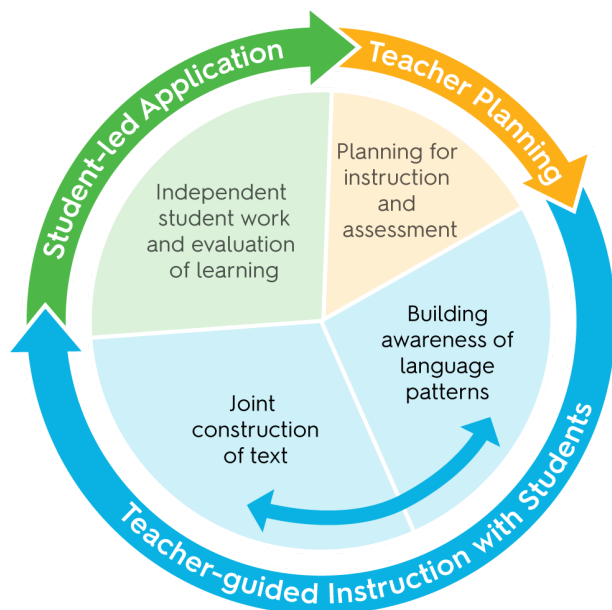 Student-led Application
Teacher Planning
Planning for
instruction
and
assessment
Independent
student work
and evaluation
of learning
Building
awareness of
language
patterns
Joint
construction
of text
Teacher-guided Instruction with Students